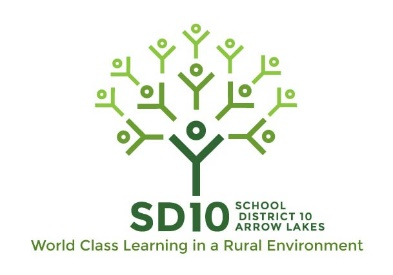 SD10
SCHOOL
DISTRICT 10
ARROW LAKES
World Class Learning in a Rural Environment